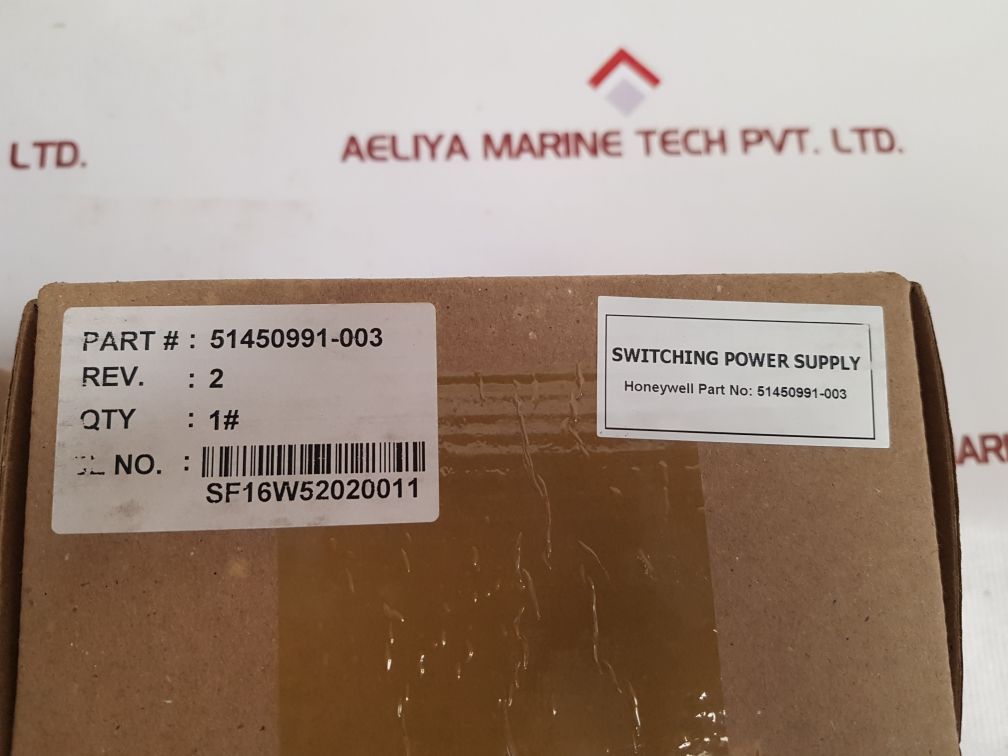 LTD.
AELIYA MARINE TECH PVT. LTD.
PART # : 51450991-003
REV. : 2
QTY : 1#
SL NO. :
SF16W52020011
SWITCHING POWER SUPPLY
Honeywell Part No: 51450991-003